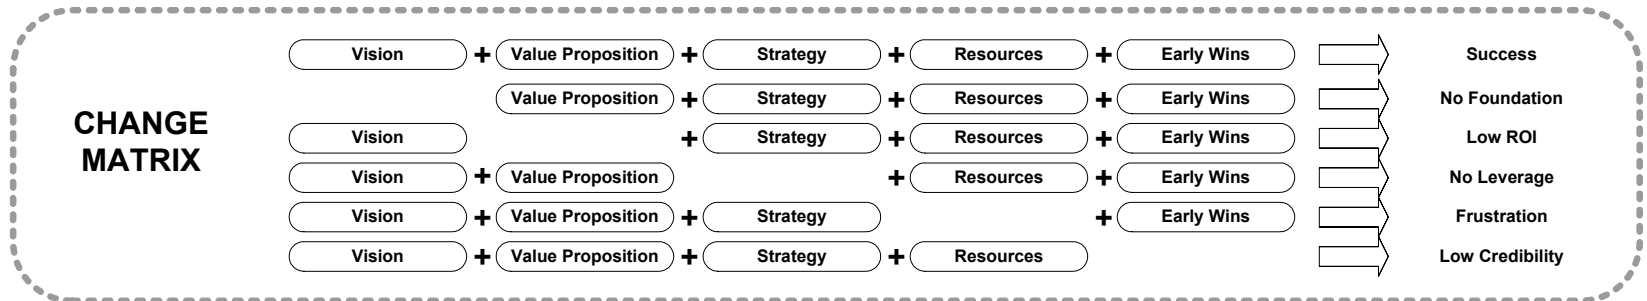 CHANGE
MATRIX
Vision + Value Proposition + Strategy + Resources + Early Wins Success
Value Proposition + Strategy + Resources + Early Wins No Foundation
Vision + Strategy + Resources + Early Wins Low ROI
Vision + Value Proposition + Resources + Early Wins No Leverage
Vision + Value Proposition + Strategy + Early Wins Frustration
Vision + Value Proposition + Strategy + Resources Low Credibility